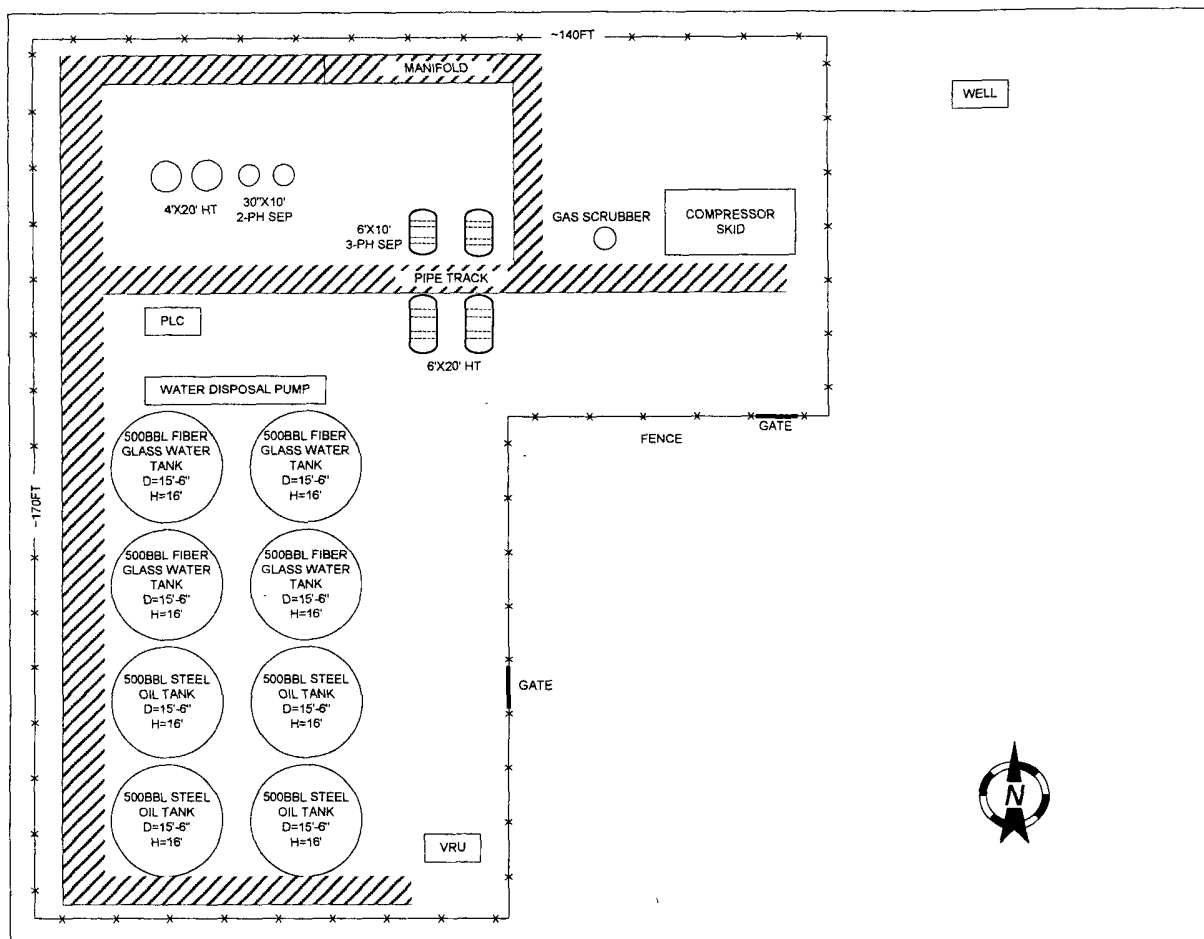 ~140FT
MANIFOLD
WELL
4'X20' HT
30"X10'
2-PH SEP
6'X10'
3-PH SEP
GAS SCRUBBER
COMPRESSOR
SKID
PIPE TRACK
PLC
6'X20' HT
WATER DISPOSAL PUMP
GATE
FENCE
~170FT
500BBL FIBER
GLASS WATER
TANK
D=15'-6"
H=16'
500BBL FIBER
GLASS WATER
TANK
D=15'-6"
H=16'
500BBL FIBER
GLASS WATER
TANK
D=15'-6"
H=16'
500BBL FIBER
GLASS WATER
TANK
D=15'-6"
H=16'
500BBL STEEL
OIL TANK
D=15'-6"
H=16'
500BBL STEEL
OIL TANK
D=15'-6"
H=16'
GATE
500BBL STEEL
OIL TANK
D=15'-6"
H=16'
500BBL STEEL
OIL TANK
D=15'-6"
H=16'
VRU
N